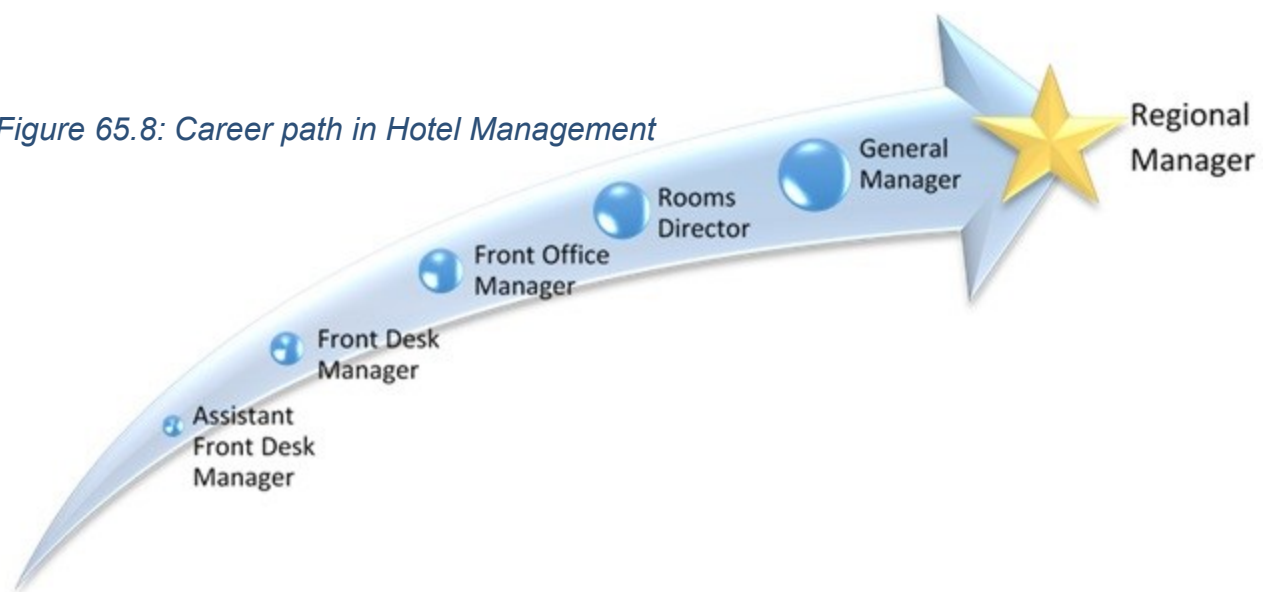 Figure 65.8: Career path in Hotel Management
Regional
Manager
General
Manager
Rooms
Director
Front Office
Manager
Front Desk
Manager
Assistant
Front Desk
Manager